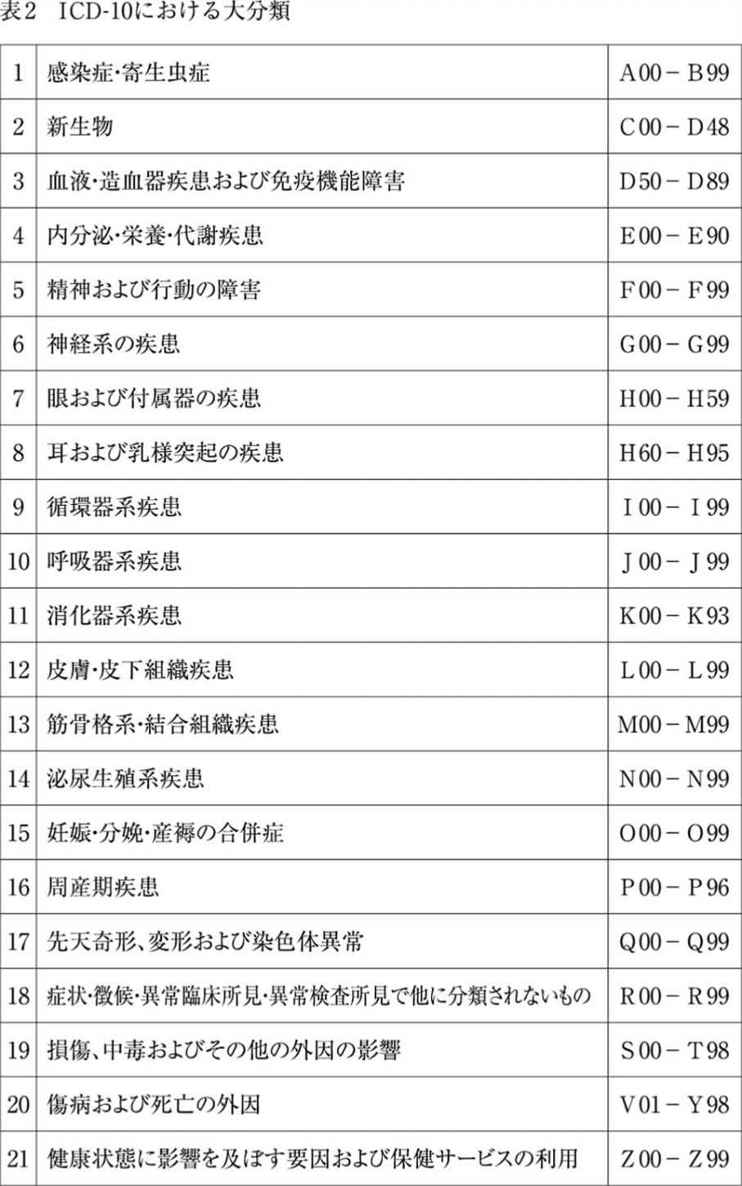 表2 ICD-10における大分類
1 感染症・寄生虫症 A00－B99
2 新生物 C00－D48
3 血液・造血器疾患および免疫機能障害 D50－D89
4 内分泌・栄養・代謝疾患 E00－E90
5 精神および行動の障害 F00－F99
6 神経系の疾患 G00－G99
7 眼および付属器の疾患 H00－H59
8 耳および乳様突起の疾患 H60－H95
9 循環器系疾患 I00－I99
10 呼吸器系疾患 J00－J99
11 消化器系疾患 K00－K93
12 皮膚・皮下組織疾患 L00－L99
13 筋骨格系・結合組織疾患 M00－M99
14 泌尿生殖系疾患 N00－N99
15 妊娠・分娩・産褥の合併症 O00－O99
16 周産期疾患 P00－P96
17 先天奇形、変形および染色体異常 Q00－Q99
18 症状・徴候・異常臨床所見・異常検査所見で他に分類されないもの R00－R99
19 損傷、中毒およびその他の外因の影響 S00－T98
20 傷病および死亡の外因 V01－Y98
21 健康状態に影響を及ぼす要因および保健サービスの利用 Z00－Z99